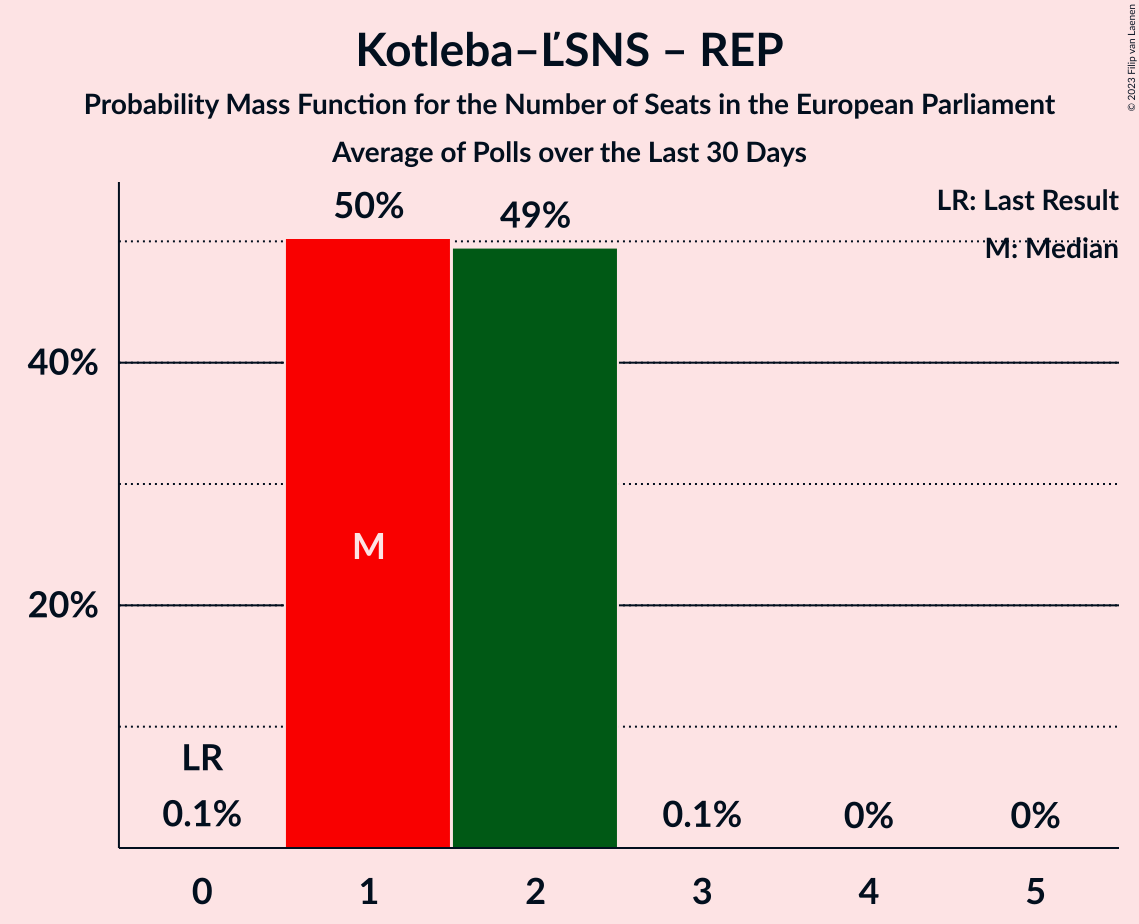 Kotleba–ĽSNS – REP
Probability Mass Function for the Number of Seats in the European Parliament
Average of Polls over the Last 30 Days
© 2023 Filip van Laenen
LR: Last Result
M: Median
50%
49%
40%
20%
M
LR
0.1%
0.1%
0%
0%
0
1
2
3
4
5